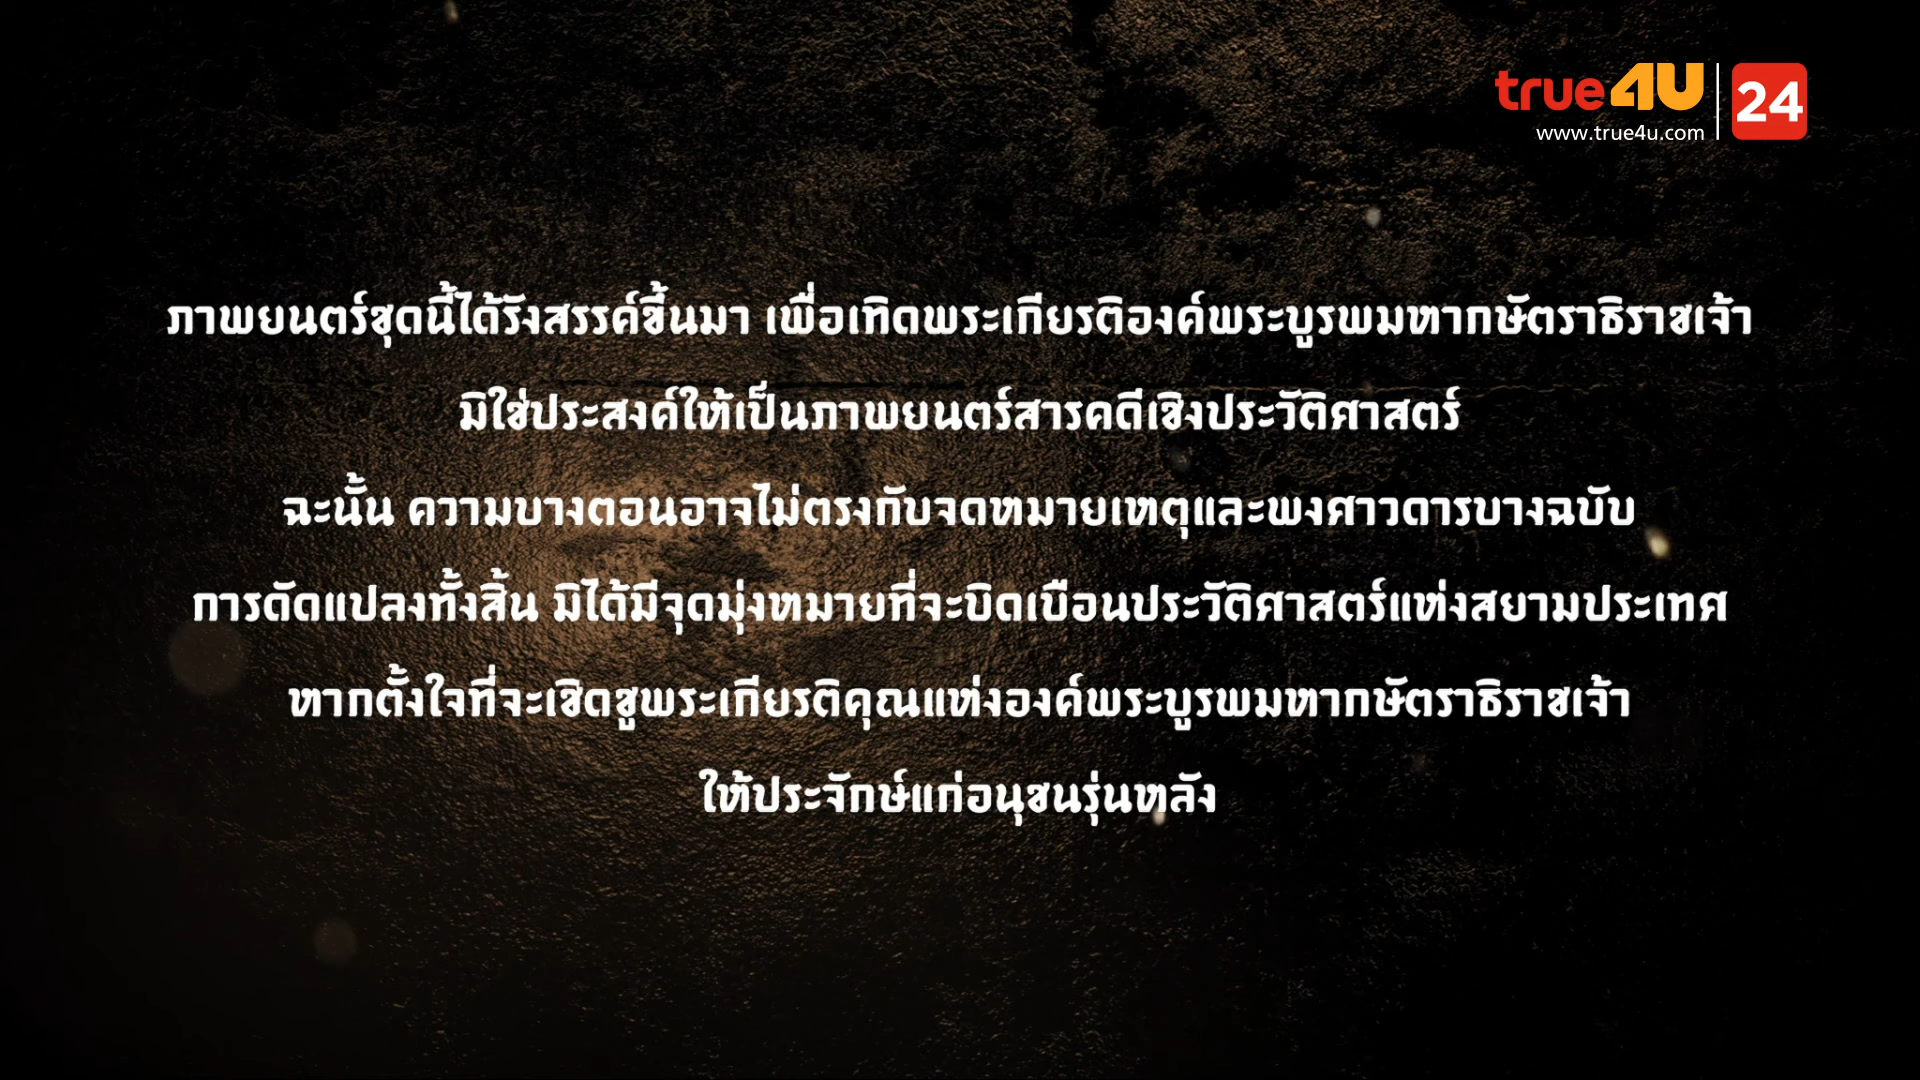 true4U
24
www.true4u.com
ภาพยนตร์ชุดนี้ได้รังสรรค์ขึ้นมา เพื่อเทิดพระเกียรติองค์พระบูรพมหากษัตราธิราชเจ้า
มิใช่ประสงค์ให้เป็นภาพยนตร์สารคดีเชิงประวัติศาสตร์
ฉะนั้น ความบางตอนอาจไม่ตรงกับจดหมายเหตุและพงศาวดารบางฉบับ
การดัดแปลงทั้งสิ้น มิได้มีจุดมุ่งหมายที่จะบิดเบือนประวัติศาสตร์แห่งสยามประเทศ
หากตั้งใจที่จะเชิดชูพระเกียรติคุณแห่งองค์พระบูรพมหากษัตราธิราชเจ้า
ให้ประจักษ์แก่อนุชนรุ่นหลัง